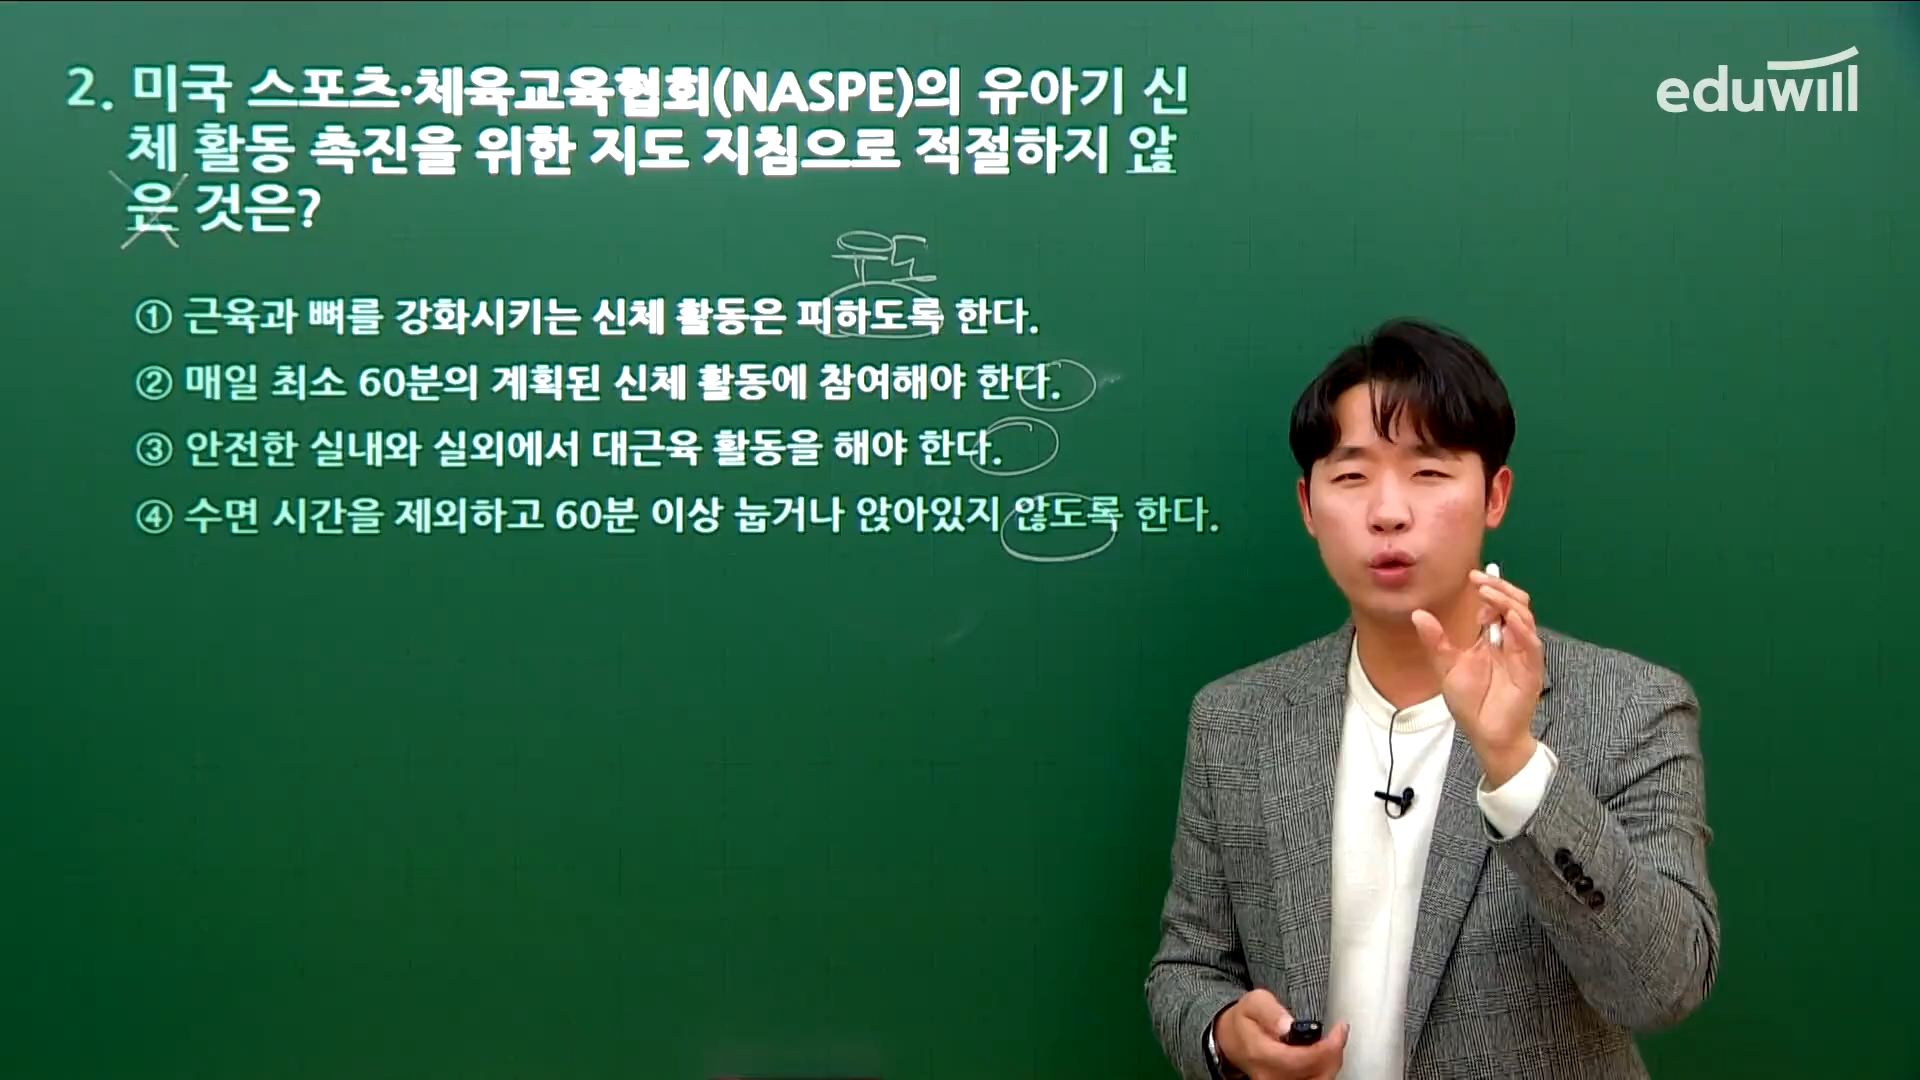 eduwill
2. 미국 스포츠·체육교육협회(NASPE)의 유아기 신
체 활동 촉진을 위한 지도 지침으로 적절하지 않
은 것은?
유도
① 근육과 뼈를 강화시키는 신체 활동은 피하도록 한다.
② 매일 최소 60분의 계획된 신체 활동에 참여해야 한다.
③ 안전한 실내와 실외에서 대근육 활동을 해야 한다.
④ 수면 시간을 제외하고 60분 이상 눕거나 앉아있지 않도록 한다.